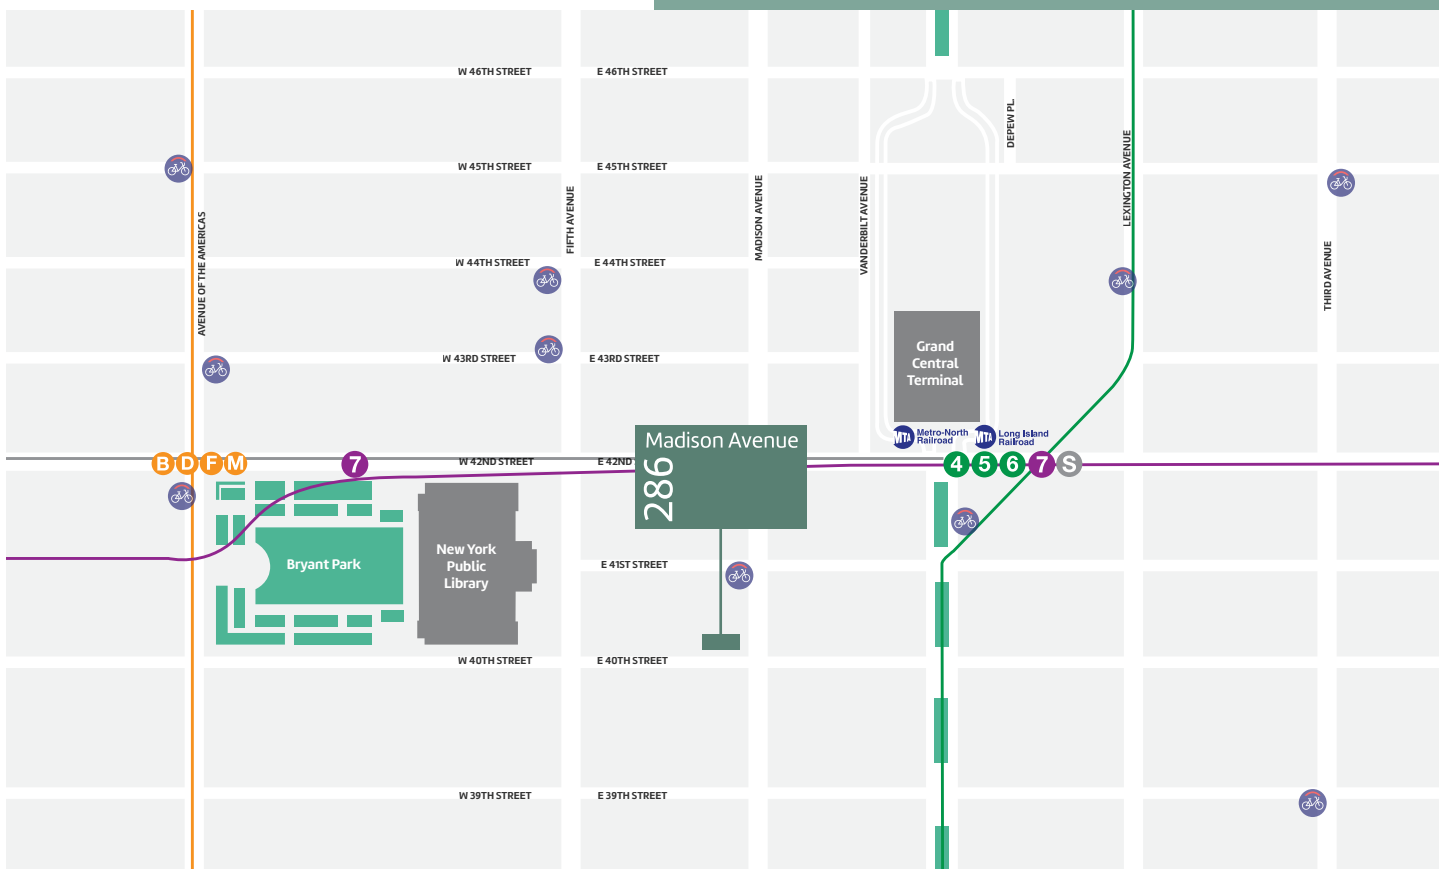 W 46TH STREET
E 46TH STREET
DEPEW PL.
W 45TH STREET
E 45TH STREET
LEXINGTON AVENUE
AVENUE OF THE AMERICAS
FIFTH AVENUE
MADISON AVENUE
VANDERBILT AVENUE
THIRD AVENUE
W 44TH STREET
E 44TH STREET
W 43RD STREET
E 43RD STREET
Grand
Central
Terminal
MTA Metro-North
Railroad
MTA Long Island
Railroad
B D F M
7
W 42ND STREET
E 42ND
Madison Avenue
286
4 5 6 7 S
Bryant Park
New York
Public
Library
E 41ST STREET
W 40TH STREET
E 40TH STREET
W 39TH STREET
E 39TH STREET